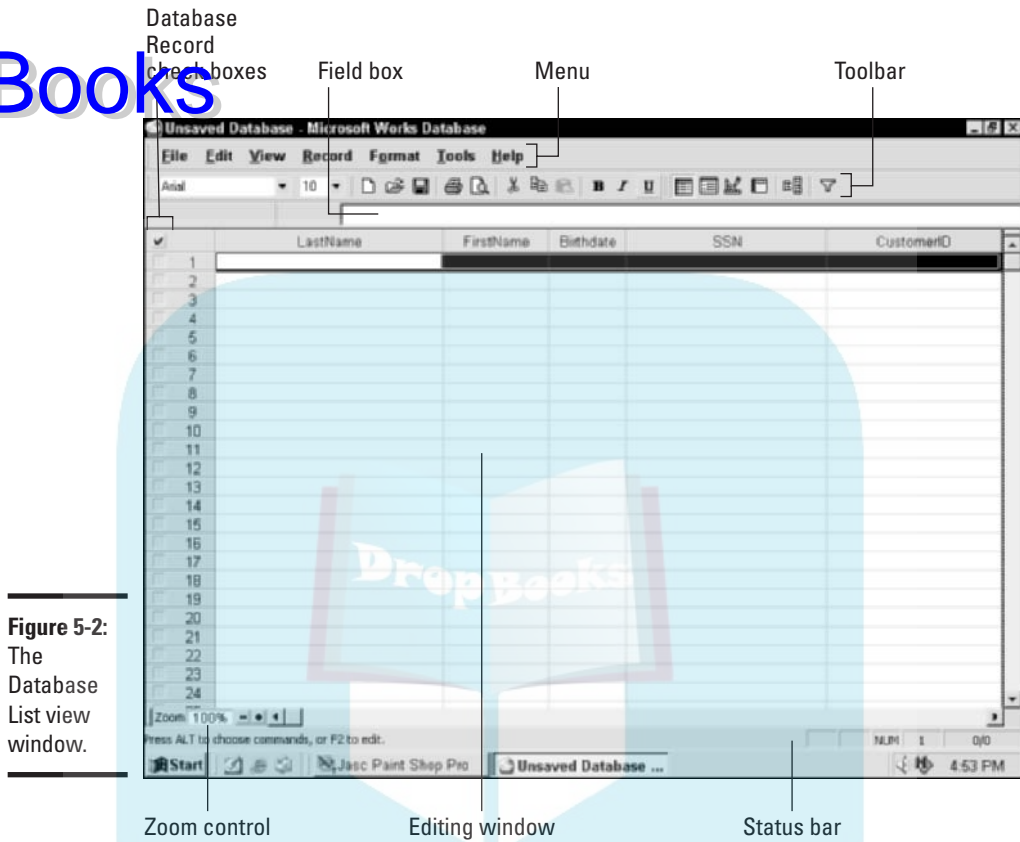 Database
Record
check boxes
Field box
Menu
Toolbar
Books
Unsaved Database - Microsoft Works Database
File Edit View Record Format Tools Help
Arial 10 B I U
LastName FirstName Birthdate SSN CustomerID
1
2
3
4
5
6
7
8
9
10
11
12
13
14
15
16
17
18
19
20
21
22
23
24
DropBooks
Figure 5-2:
The
Database
List view
window.
Zoom 100%
Press ALT to choose commands, or F2 to edit. NUM 1 0/0
Start Jasc Paint Shop Pro Unsaved Database ... 4:53 PM
Zoom control
Editing window
Status bar